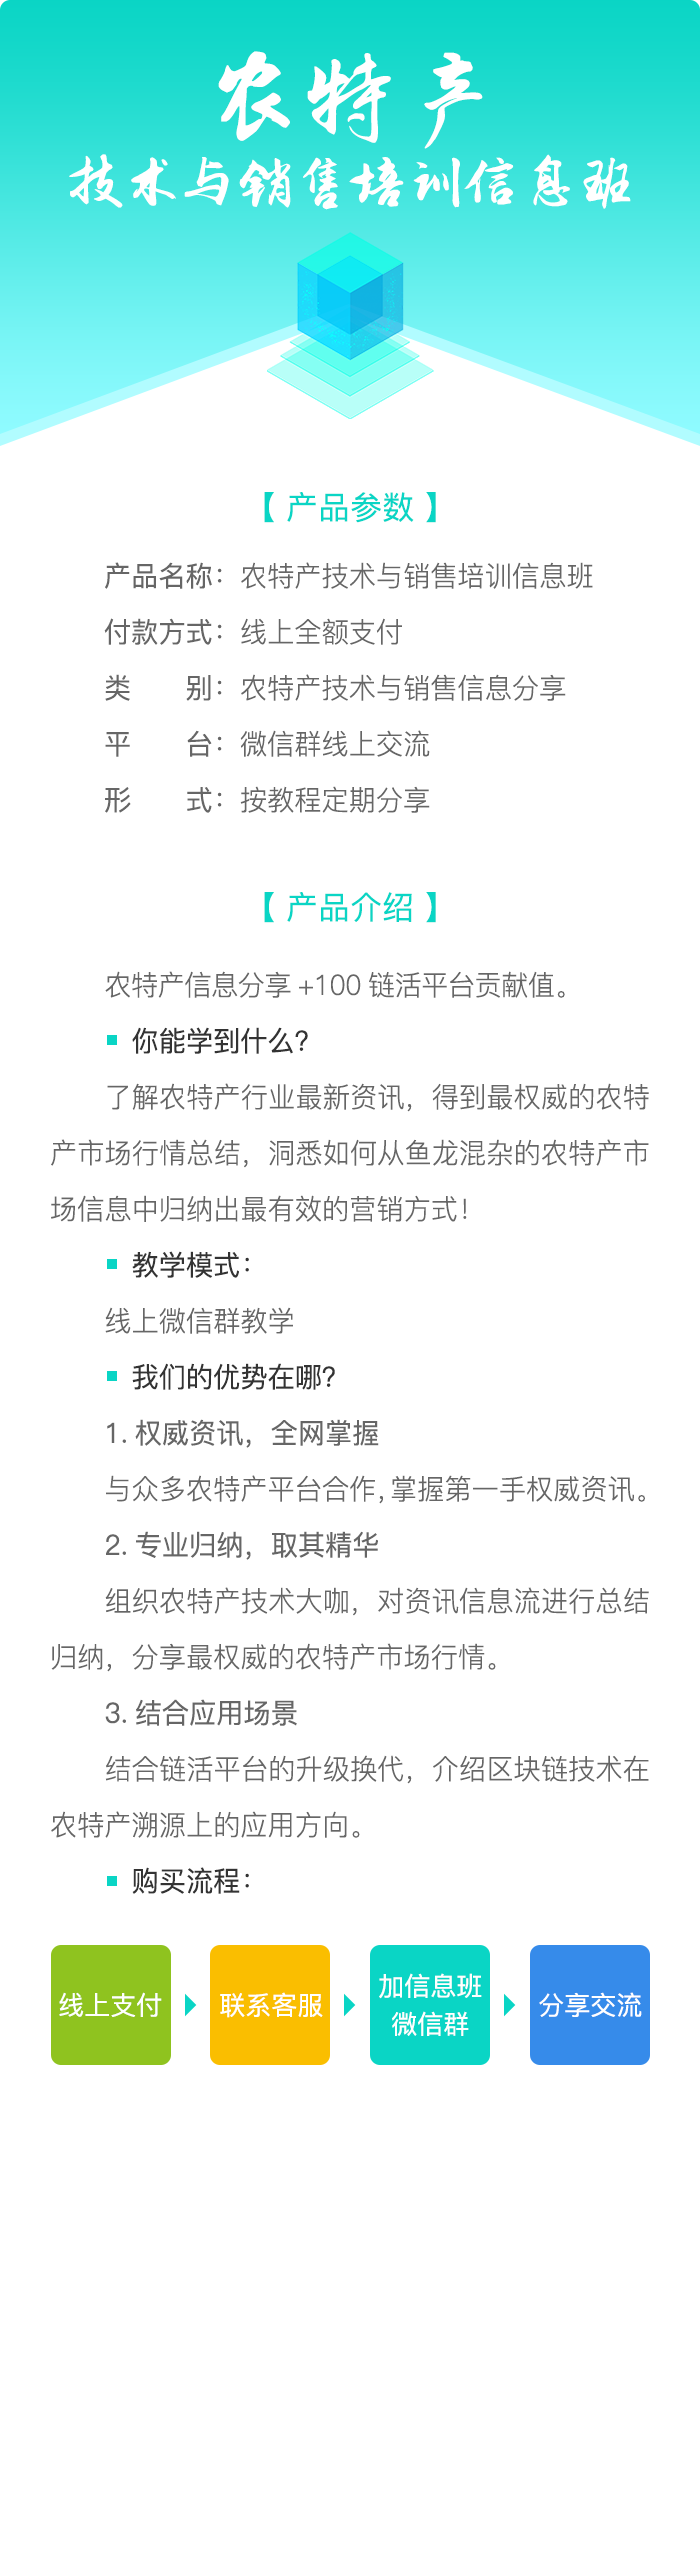 农特产
技术与销售培训信息班
【 产品参数 】
产品名称：农特产技术与销售培训信息班
付款方式：线上全额支付
类　　别：农特产技术与销售信息分享
平　　台：微信群线上交流
形　　式：按教程定期分享
【 产品介绍 】
农特产信息分享 +100 链活平台贡献值。
你能学到什么？
了解农特产行业最新资讯，得到最权威的农特
产市场行情总结，洞悉如何从鱼龙混杂的农特产市
场信息中归纳出最有效的营销方式！
教学模式：
线上微信群教学
我们的优势在哪？
1. 权威资讯，全网掌握
与众多农特产平台合作，掌握第一手权威资讯。
2. 专业归纳，取其精华
组织农特产技术大咖，对资讯信息流进行总结
归纳，分享最权威的农特产市场行情。
3. 结合应用场景
结合链活平台的升级换代，介绍区块链技术在
农特产溯源上的应用方向。
购买流程：
线上支付
联系客服
加信息班
微信群
分享交流